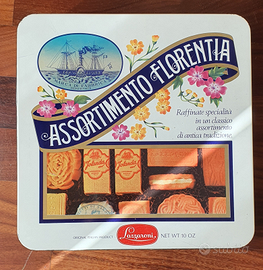 ASSORTIMENTO FLORENTIA
Raffinate specialità
in un classico
assortimento
di antica tradizione
Lazzaroni
NET WT 10 OZ